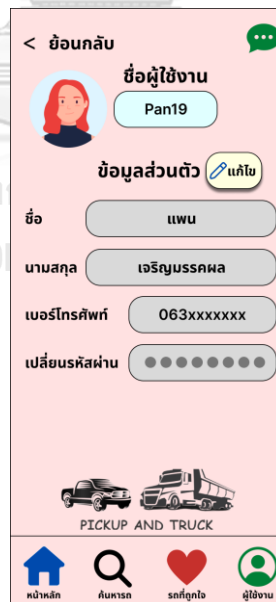 < ย้อนกลับ
ชื่อผู้ใช้งาน
Pan19
ข้อมูลส่วนตัว แก้ไข
ชื่อ แพน
นามสกุล เจริญมรรคผล
เบอร์โทรศัพท์ 063xxxxxxx
เปลี่ยนรหัสผ่าน
PICKUP AND TRUCK
หน้าหลัก ค้นหารถ รถที่ถูกใจ ผู้ใช้งาน